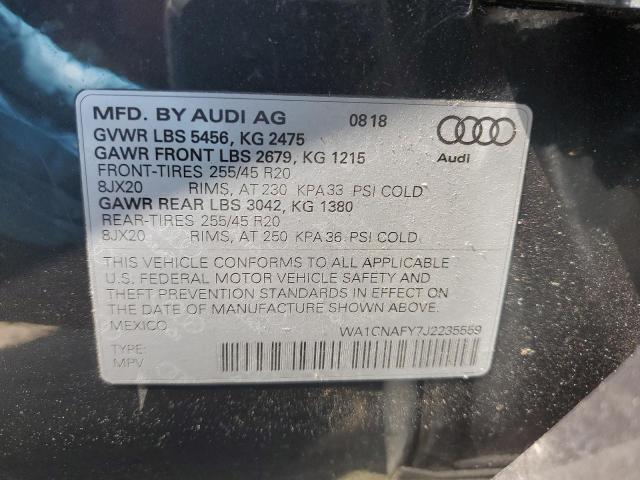 MFD. BY AUDI AG 0818
GVWR LBS 5456, KG 2475
GAWR FRONT LBS 2679, KG 1215 Audi
FRONT-TIRES 255/45 R20
8JX20 RIMS, AT 230 KPA 33 PSI COLD
GAWR REAR LBS 3042, KG 1380
REAR-TIRES 255/45 R20
8JX20 RIMS, AT 250 KPA 36 PSI COLD
THIS VEHICLE CONFORMS TO ALL APPLICABLE
U.S. FEDERAL MOTOR VEHICLE SAFETY AND
THEFT PREVENTION STANDARDS IN EFFECT ON
THE DATE OF MANUFACTURE SHOWN ABOVE.
MEXICO WA1CNAFY7J2235559
TYPE:
MPV